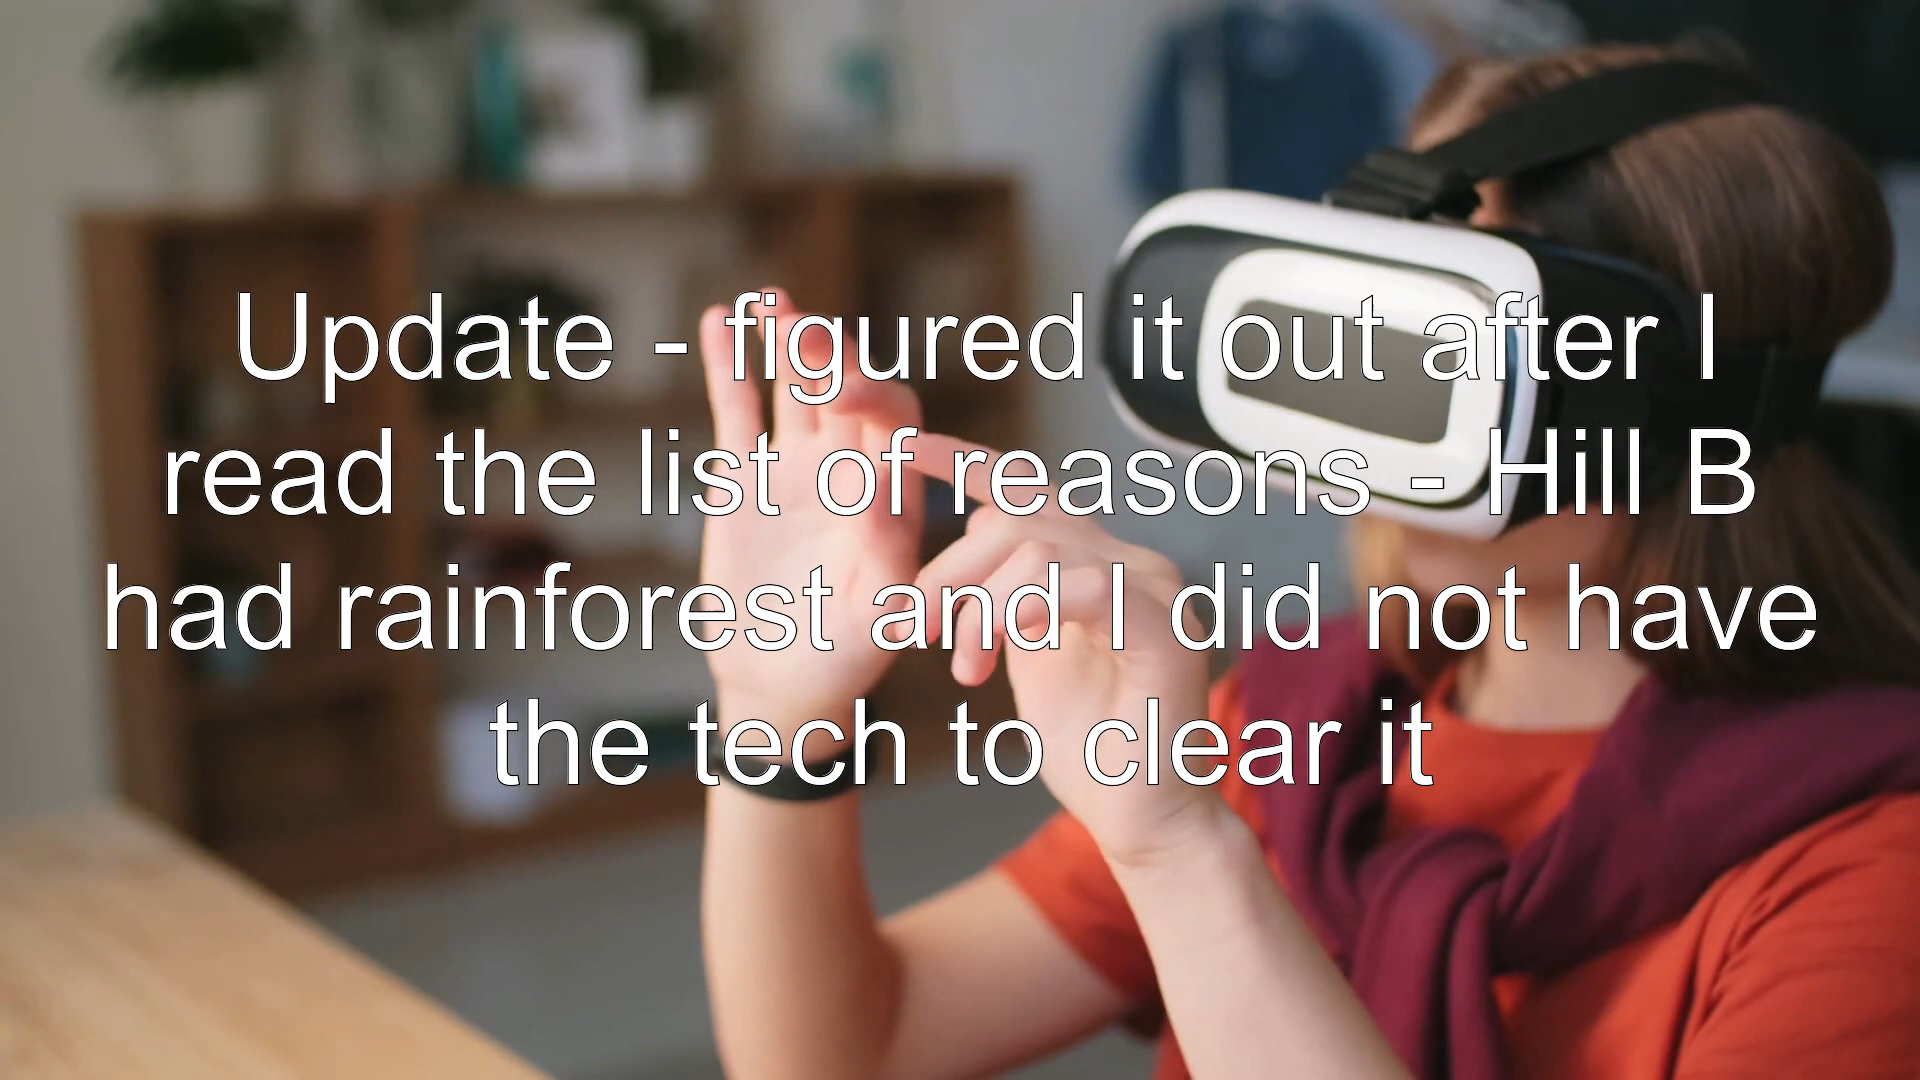 Update - figured it out after I
read the list of reasons - Hill B
had rainforest and I did not have
the tech to clear it